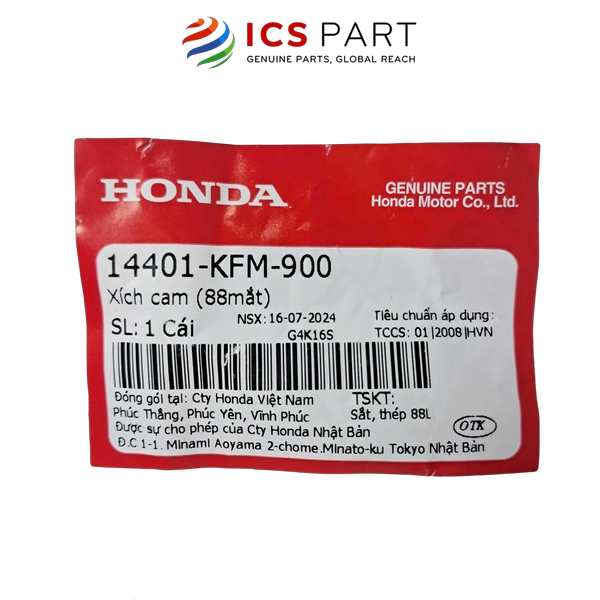 ICS PART
GENUINE PARTS, GLOBAL REACH
HONDA
GENUINE PARTS
Honda Motor Co., Ltd.
14401-KFM-900
Xích cam (88mắt)
NSX: 16-07-2024
Tiêu chuẩn áp dụng:
SL: 1 Cái
G4K16S
TCCS: 01|2008|HVN
Đóng gói tại: Cty Honda Việt Nam
TSKT:
Phúc Thắng, Phúc Yên, Vĩnh Phúc
Sắt, thép 88L
Được sự cho phép của Cty Honda Nhật Bản
OTK
Đ.C 1-1. Minami Aoyama 2-chome.Minato-ku Tokyo Nhật Bản